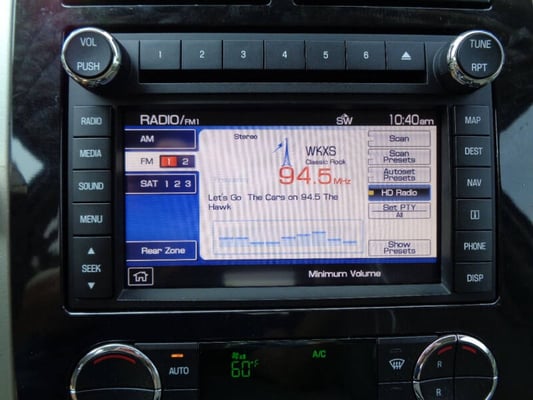 VOL
PUSH
1 2 3 4 5 6
TUNE
RPT
RADIO
MEDIA
SOUND
MENU
SEEK
MAP
DEST
NAV
PHONE
DISP
RADIO/FM1
SW
10:40am
AM
FM 1 2
SAT 1 2 3
Rear Zone
Stereo
WKXS
Classic Rock
94.5 MHz
Let's Go The Cars on 94.5 The
Hawk
Scan
Scan
Presets
Autoset
Presets
HD Radio
Set PTY
All
Show
Presets
Minimum Volume
AUTO
60°F
A/C
R
R